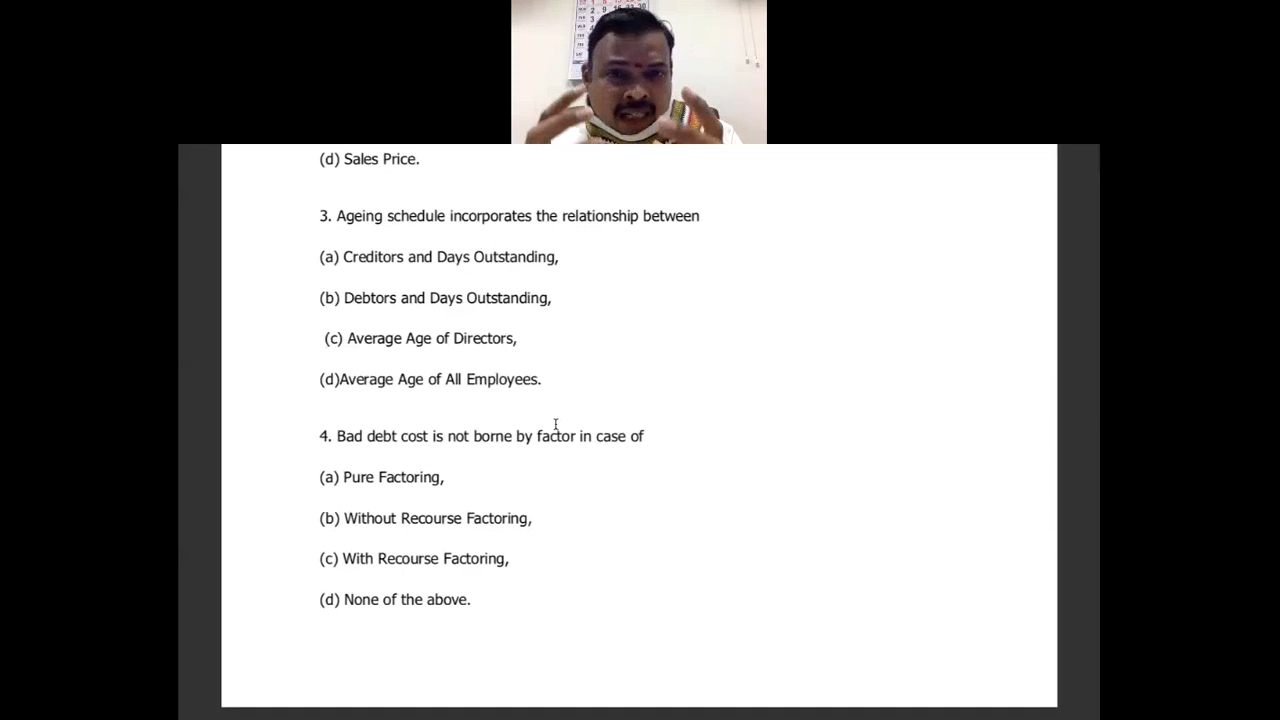 (d) Sales Price.
3. Ageing schedule incorporates the relationship between
(a) Creditors and Days Outstanding,
(b) Debtors and Days Outstanding,
(c) Average Age of Directors,
(d)Average Age of All Employees.
4. Bad debt cost is not borne by factor in case of
(a) Pure Factoring,
(b) Without Recourse Factoring,
(c) With Recourse Factoring,
(d) None of the above.